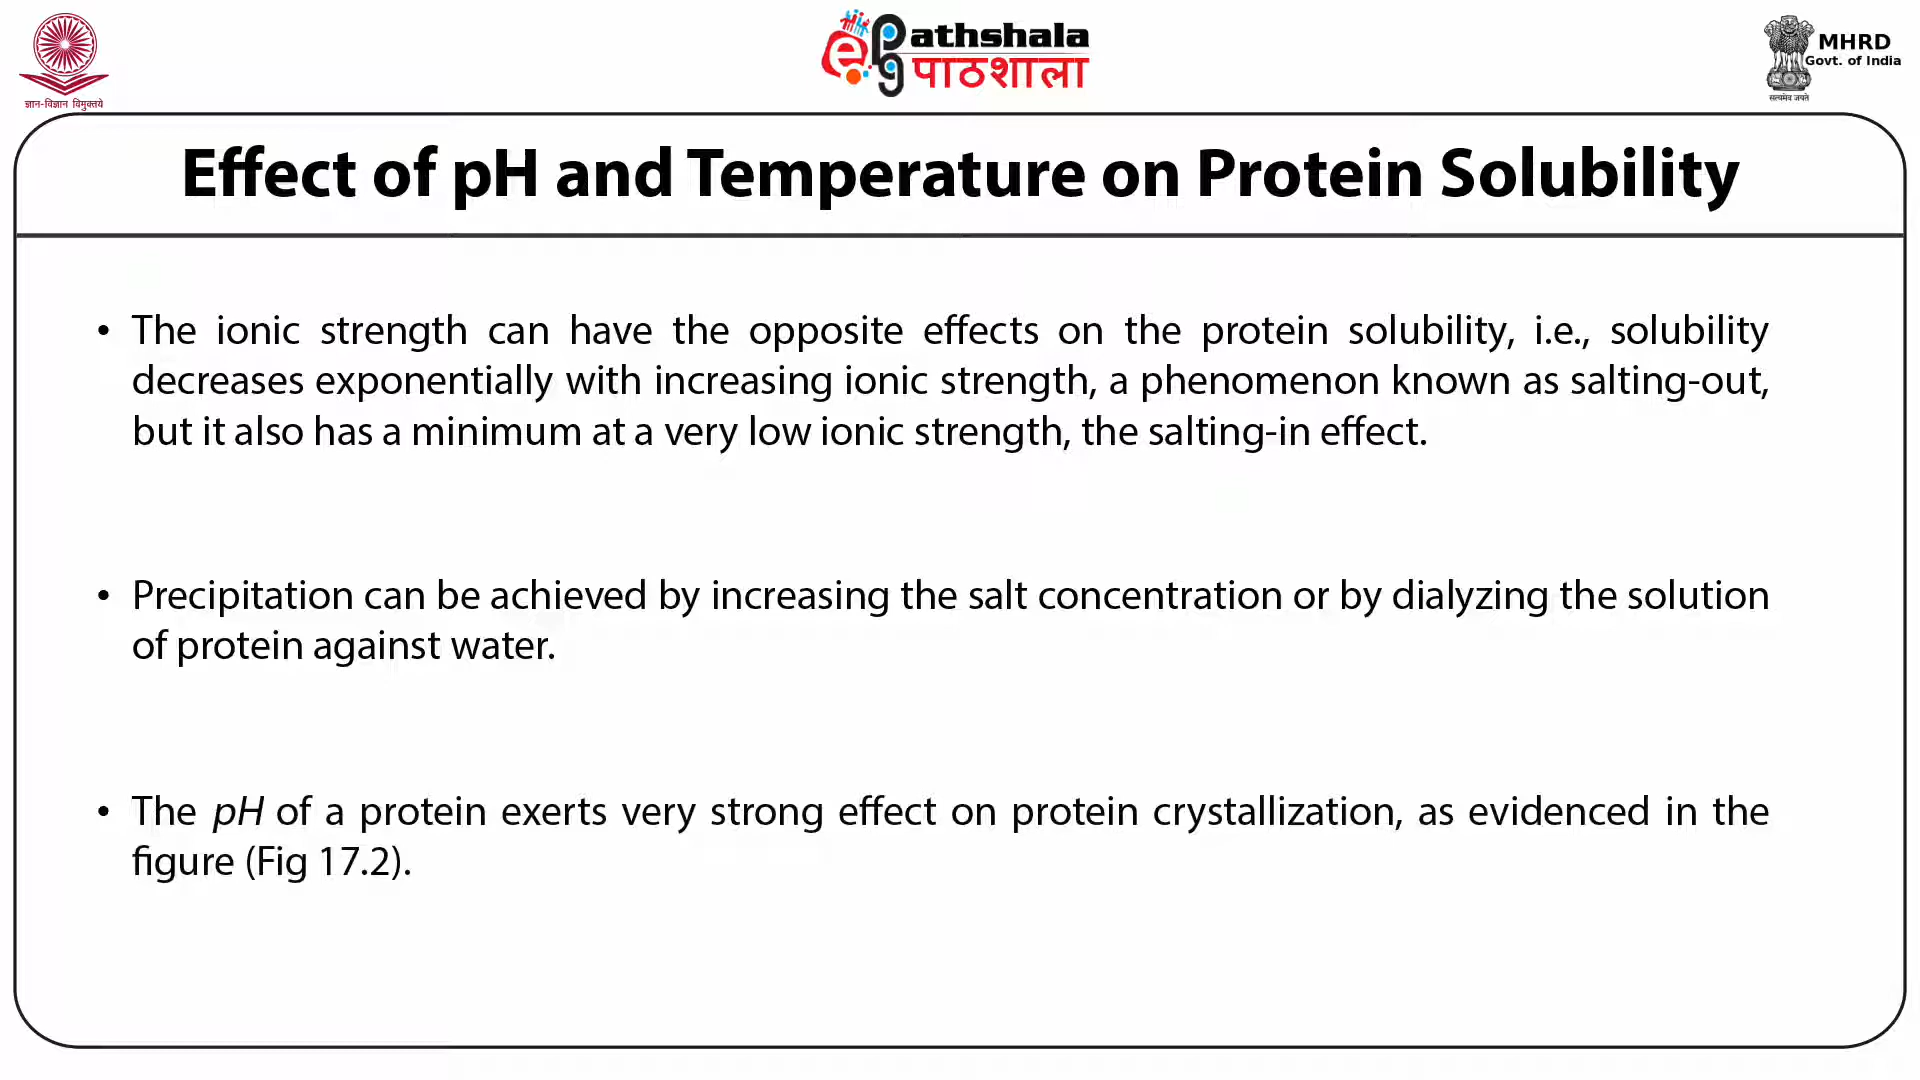 ज्ञान-विज्ञान विमुक्तये
ePathshala
पाठशाला
MHRD
Govt. of India
सत्यमेव जयते
Effect of pH and Temperature on Protein Solubility
• The ionic strength can have the opposite effects on the protein solubility, i.e., solubility
decreases exponentially with increasing ionic strength, a phenomenon known as salting-out,
but it also has a minimum at a very low ionic strength, the salting-in effect.
• Precipitation can be achieved by increasing the salt concentration or by dialyzing the solution
of protein against water.
• The pH of a protein exerts very strong effect on protein crystallization, as evidenced in the
figure (Fig 17.2).